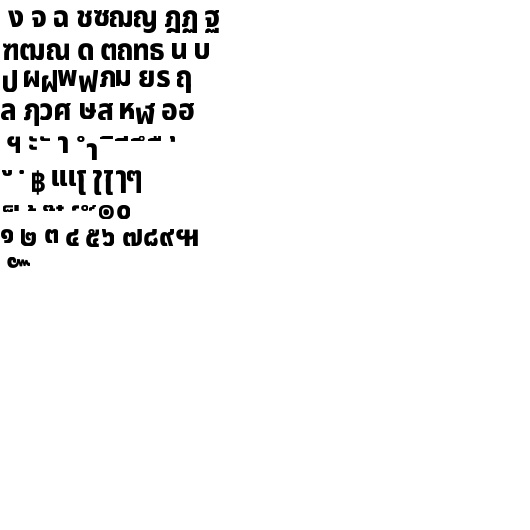 ง จ ฉ ช ซ ฌ ญ ฎ ฏ ฐ
ฑ ฒ ณ ด ต ถ ท ธ น บ
ป ผ ฝ พ ฟ ภ ม ย ร ฤ
ล ฦ ว ศ ษ ส ห ฬ อ ฮ
ฯ ะ ั า ำ ิ ี ึ ื ุ
ู ฺ ฿ เ แ โ ใ ไ ๅ ๆ
็ ่ ้ ๊ ๋ ์ ํ ๎ ๏ ๐
๑ ๒ ๓ ๔ ๕ ๖ ๗ ๘ ๙ ๚
๛